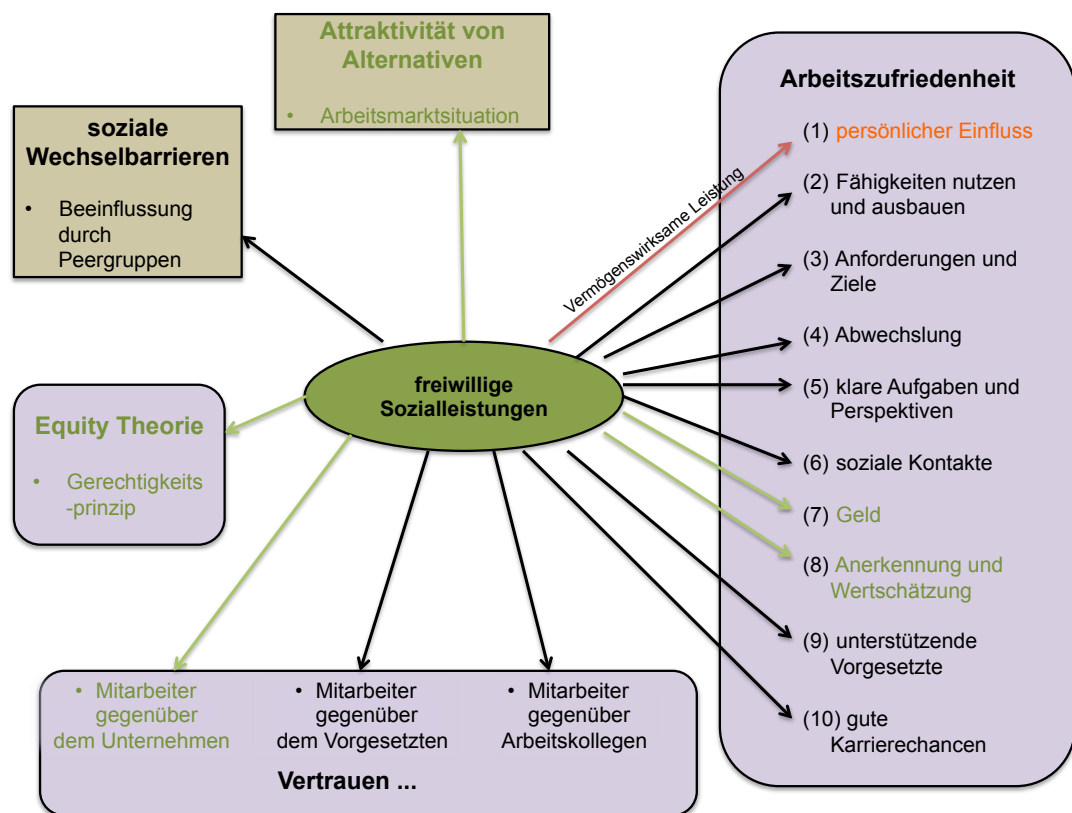 Attraktivität von
Alternativen
• Arbeitsmarktsituation
soziale
Wechselbarrieren
• Beeinflussung
durch
Peergruppen
Equity Theorie
• Gerechtigkeits
-prinzip
freiwillige
Sozialleistungen
Vermögenswirksame Leistung
Arbeitszufriedenheit
(1) persönlicher Einfluss
(2) Fähigkeiten nutzen
und ausbauen
(3) Anforderungen und
Ziele
(4) Abwechslung
(5) klare Aufgaben und
Perspektiven
(6) soziale Kontakte
(7) Geld
(8) Anerkennung und
Wertschätzung
(9) unterstützende
Vorgesetzte
(10) gute
Karrierechancen
• Mitarbeiter
gegenüber
dem Unternehmen
• Mitarbeiter
gegenüber
dem Vorgesetzten
• Mitarbeiter
gegenüber
Arbeitskollegen
Vertrauen ...